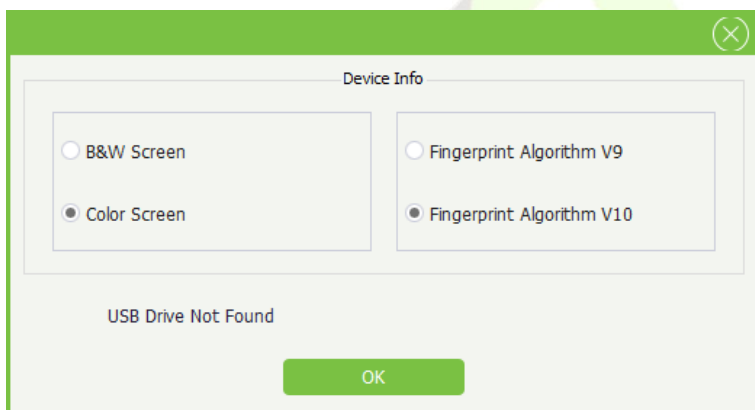 Device Info
B&W Screen
Fingerprint Algorithm V9
Color Screen
Fingerprint Algorithm V10
USB Drive Not Found
OK